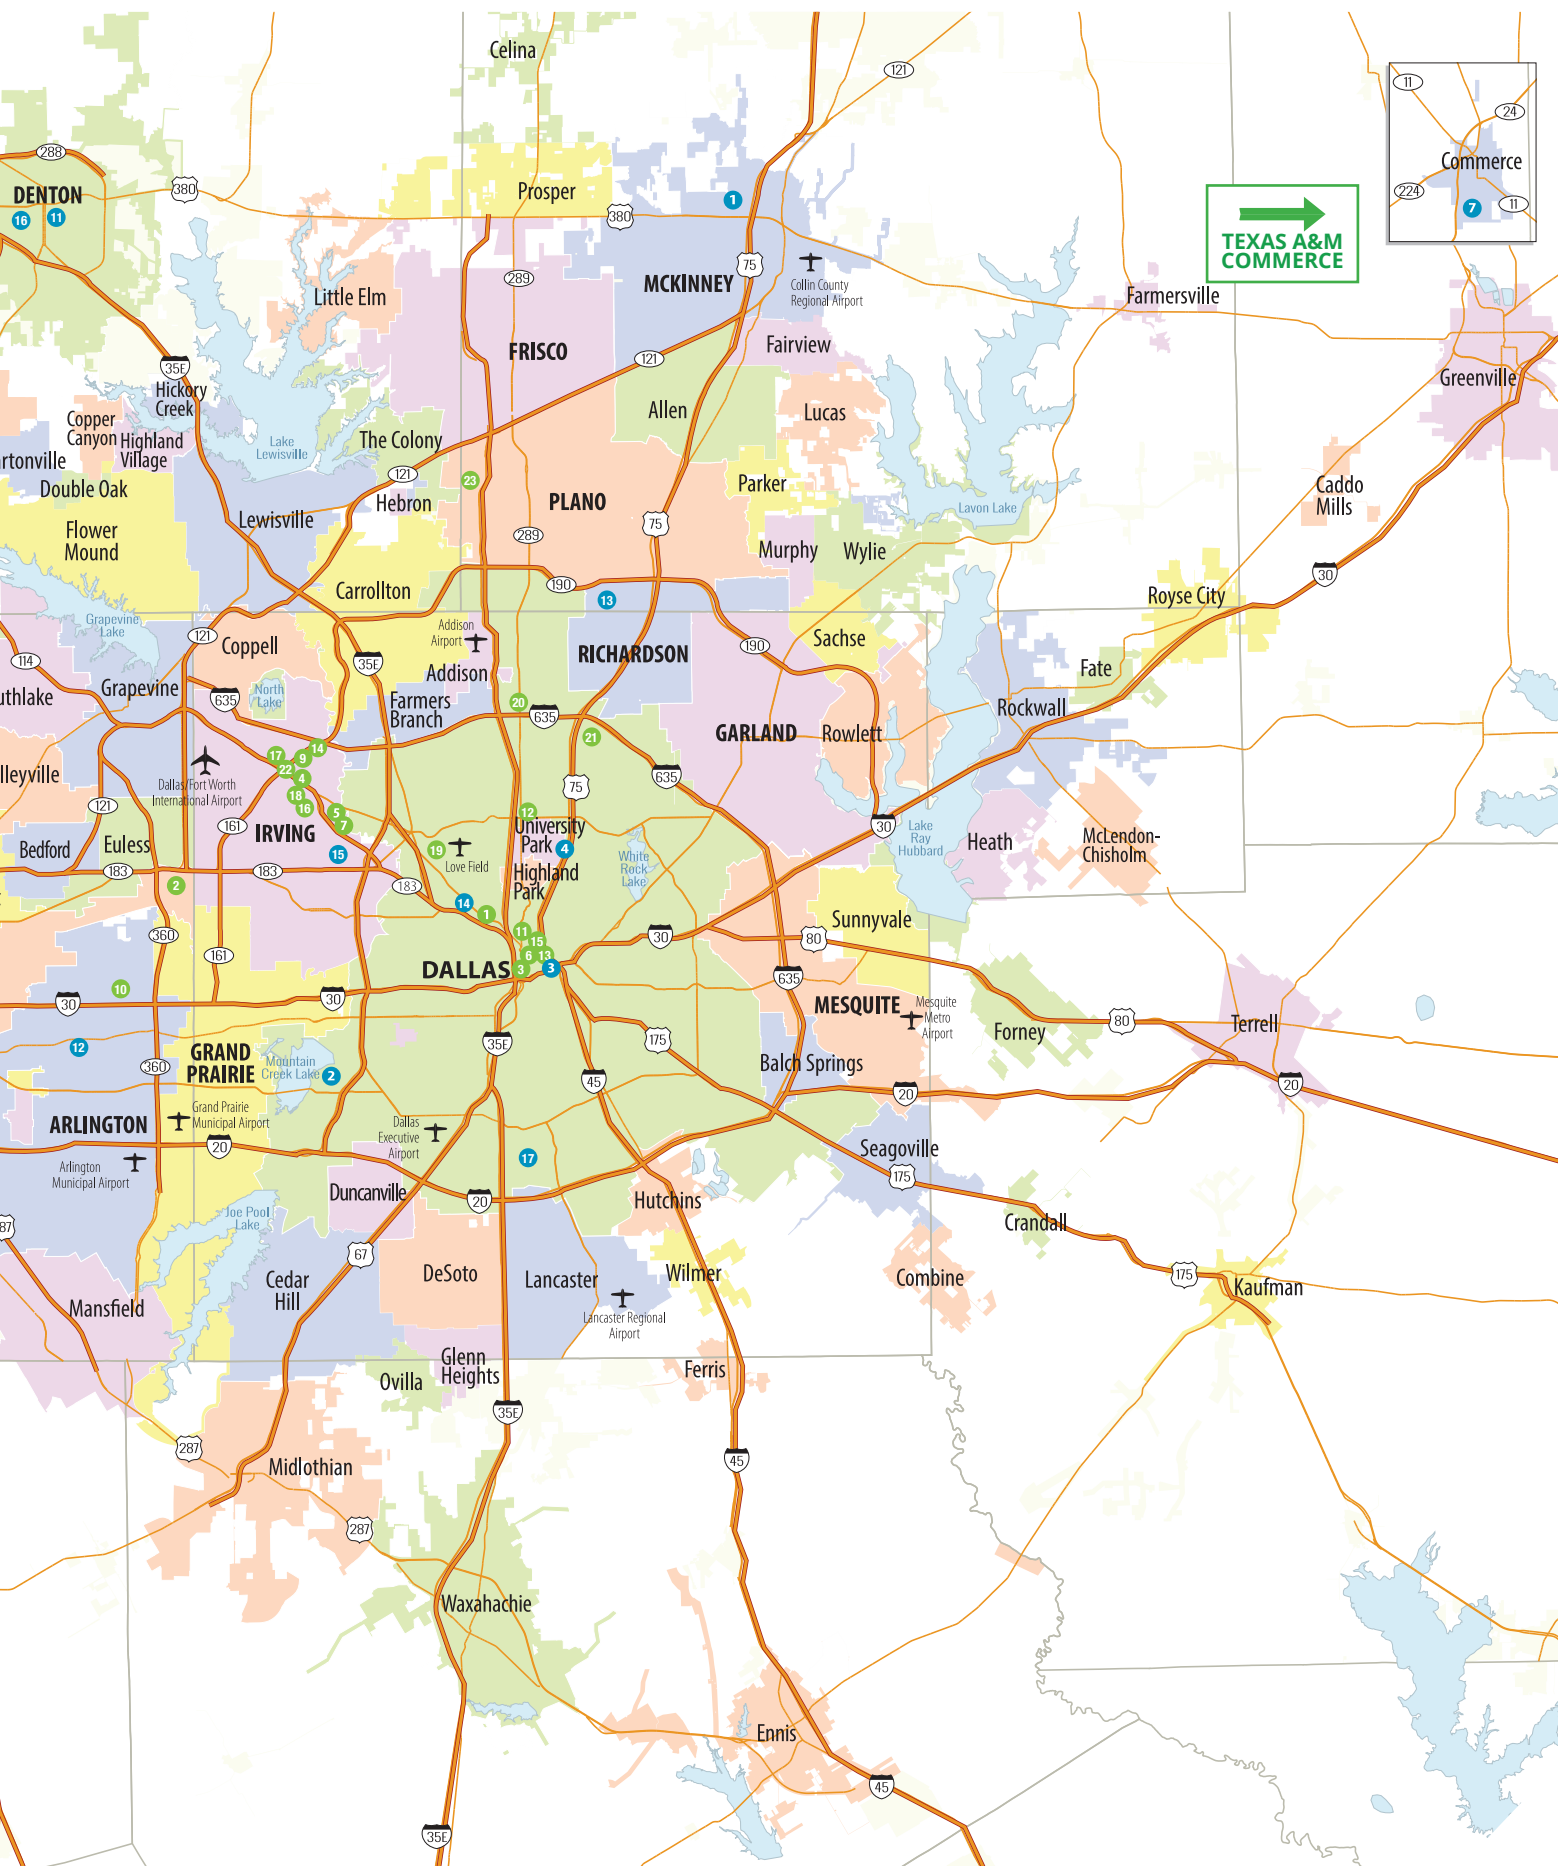 Celina
121
11
24
Commerce
224
11
7
288
DENTON
16
11
380
Prosper
380
1
TEXAS A&M
COMMERCE
75
289
MCKINNEY
Collin County
Regional Airport
Little Elm
Farmersville
FRISCO
121
Fairview
35E
Hickory
Creek
Greenville
Allen
Lucas
Copper
Canyon
Highland
Village
Lake
Lewisville
The Colony
121
rtonville
Double Oak
Hebron
23
PLANO
Parker
Caddo
Mills
Lavon Lake
Flower
Mound
Lewisville
289
75
Murphy
Wylie
30
Carrollton
190
13
Royse City
Grapevine
Lake
121
Coppell
Addison
Airport
RICHARDSON
190
Sachse
114
35E
Addison
Fate
uthlake
Grapevine
635
North
Lake
Farmers
Branch
20
635
Rockwall
21
GARLAND
Rowlett
17
14
9
22
4
lleyville
Dallas/Fort Worth
International Airport
18
16
5
7
75
635
121
161
IRVING
12
University
Park
4
30
Lake
Ray
Hubbard
Heath
McLendon-
Chisholm
Bedford
Euless
15
19
Love Field
White
Rock
Lake
183
183
183
Highland
Park
2
14
1
Sunnyvale
360
161
11
15
6
13
3
3
30
80
DALLAS
635
10
30
30
MESQUITE
Mesquite
Metro
Airport
Forney
80
Terrell
12
35E
175
GRAND
PRAIRIE
Mountain
Creek Lake
2
360
Balch Springs
45
20
20
ARLINGTON
Grand Prairie
Municipal Airport
Dallas
Executive
Airport
20
17
Seagoville
175
Arlington
Municipal Airport
Duncanville
20
Hutchins
Joe Pool
Lake
87
Crandall
67
Cedar
Hill
DeSoto
Lancaster
Wilmer
Combine
175
Kaufman
Mansfield
Lancaster Regional
Airport
Glenn
Heights
Ovilla
Ferris
35E
287
45
Midlothian
287
Waxahachie
Ennis
45
35E